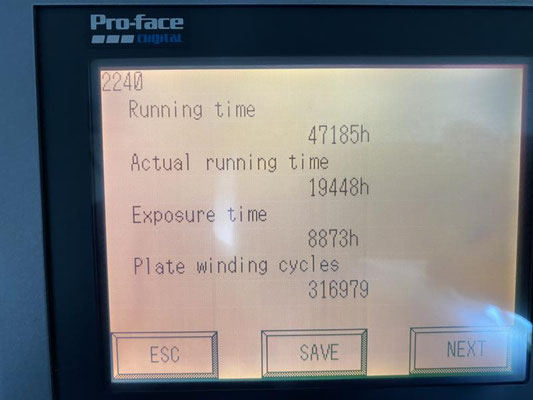 Pro-face
DIGITAL
2240
Running time
47185h
Actual running time
19448h
Exposure time
8873h
Plate winding cycles
316979
ESC SAVE NEXT